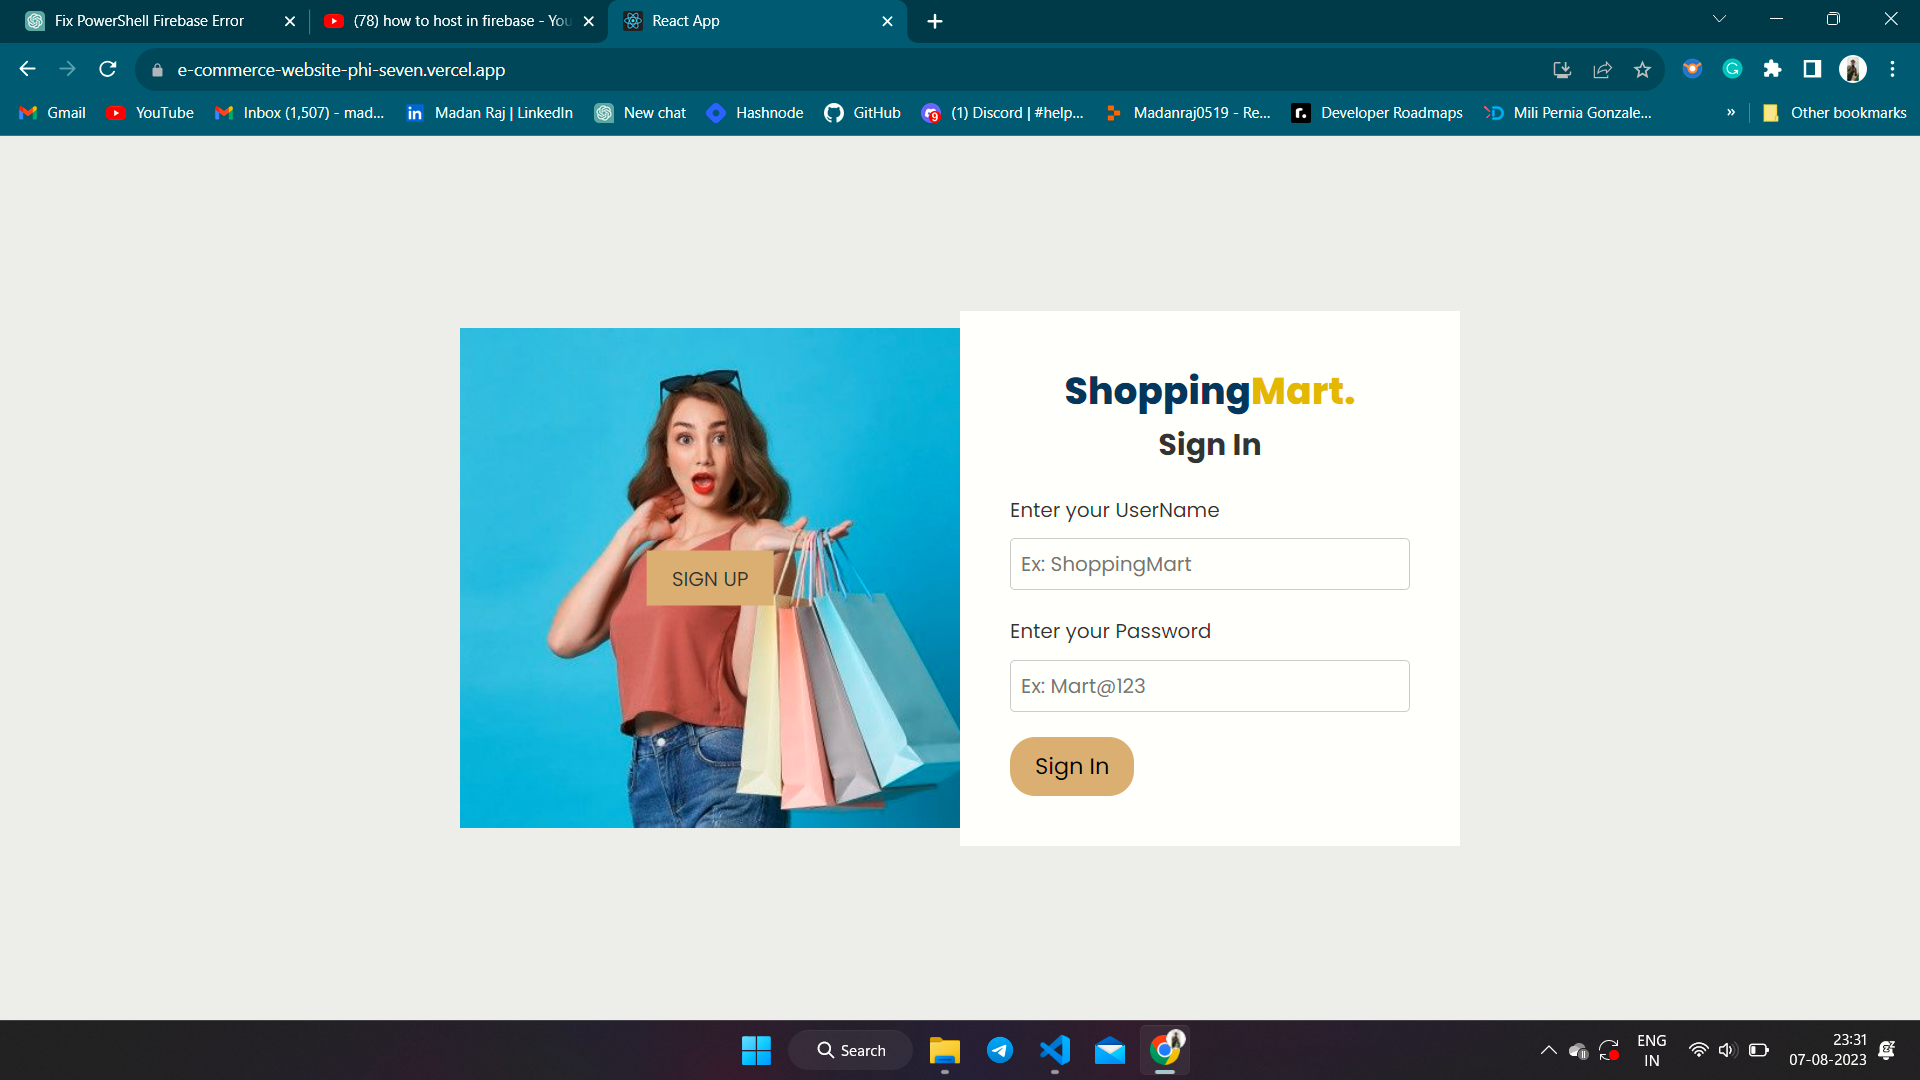 Fix PowerShell Firebase Error
(78) how to host in firebase - You
React App
e-commerce-website-phi-seven.vercel.app
Gmail
YouTube
Inbox (1,507) - mad...
Madan Raj | LinkedIn
New chat
Hashnode
GitHub
9
(1) Discord | #help...
Madanraj0519 - Re...
Developer Roadmaps
Mili Pernia Gonzale...
»
Other bookmarks
SIGN UP
ShoppingMart.
Sign In
Enter your UserName
Ex: ShoppingMart
Enter your Password
Ex: Mart@123
Sign In
Search
ENG
IN
23:31
07-08-2023